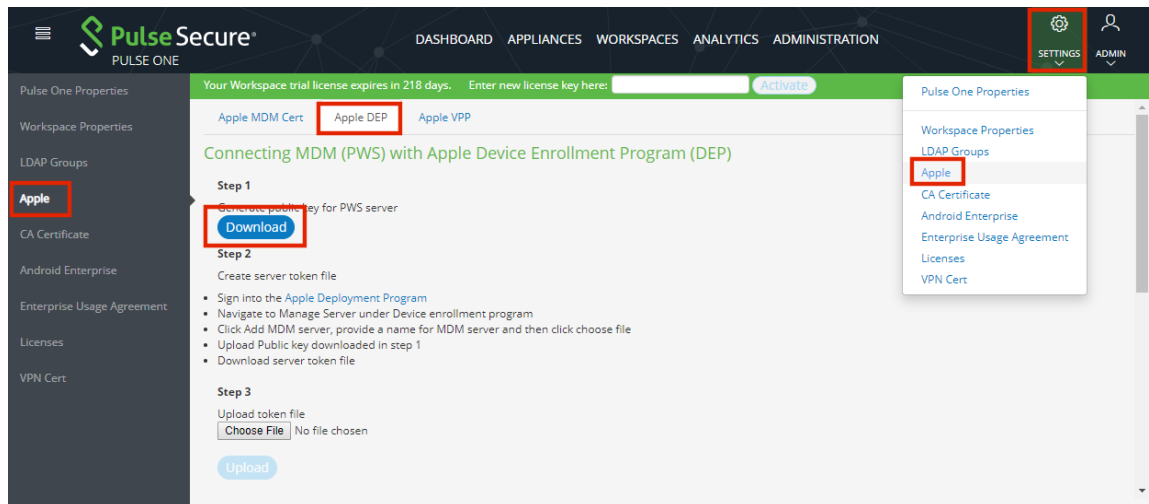 Pulse Secure®
PULSE ONE
DASHBOARD APPLIANCES WORKSPACES ANALYTICS ADMINISTRATION
SETTINGS
ADMIN
Pulse One Properties
Workspace Properties
LDAP Groups
Apple
CA Certificate
Android Enterprise
Enterprise Usage Agreement
Licenses
VPN Cert
Your Workspace trial license expires in 218 days. Enter new license key here: Activate
Apple MDM Cert Apple DEP Apple VPP
Connecting MDM (PWS) with Apple Device Enrollment Program (DEP)
Step 1
Generate public key for PWS server
Download
Step 2
Create server token file
• Sign into the Apple Deployment Program
• Navigate to Manage Server under Device enrollment program
• Click Add MDM server, provide a name for MDM server and then click choose file
• Upload Public key downloaded in step 1
• Download server token file
Step 3
Upload token file
Choose File No file chosen
Upload
Pulse One Properties
Workspace Properties
LDAP Groups
Apple
CA Certificate
Android Enterprise
Enterprise Usage Agreement
Licenses
VPN Cert